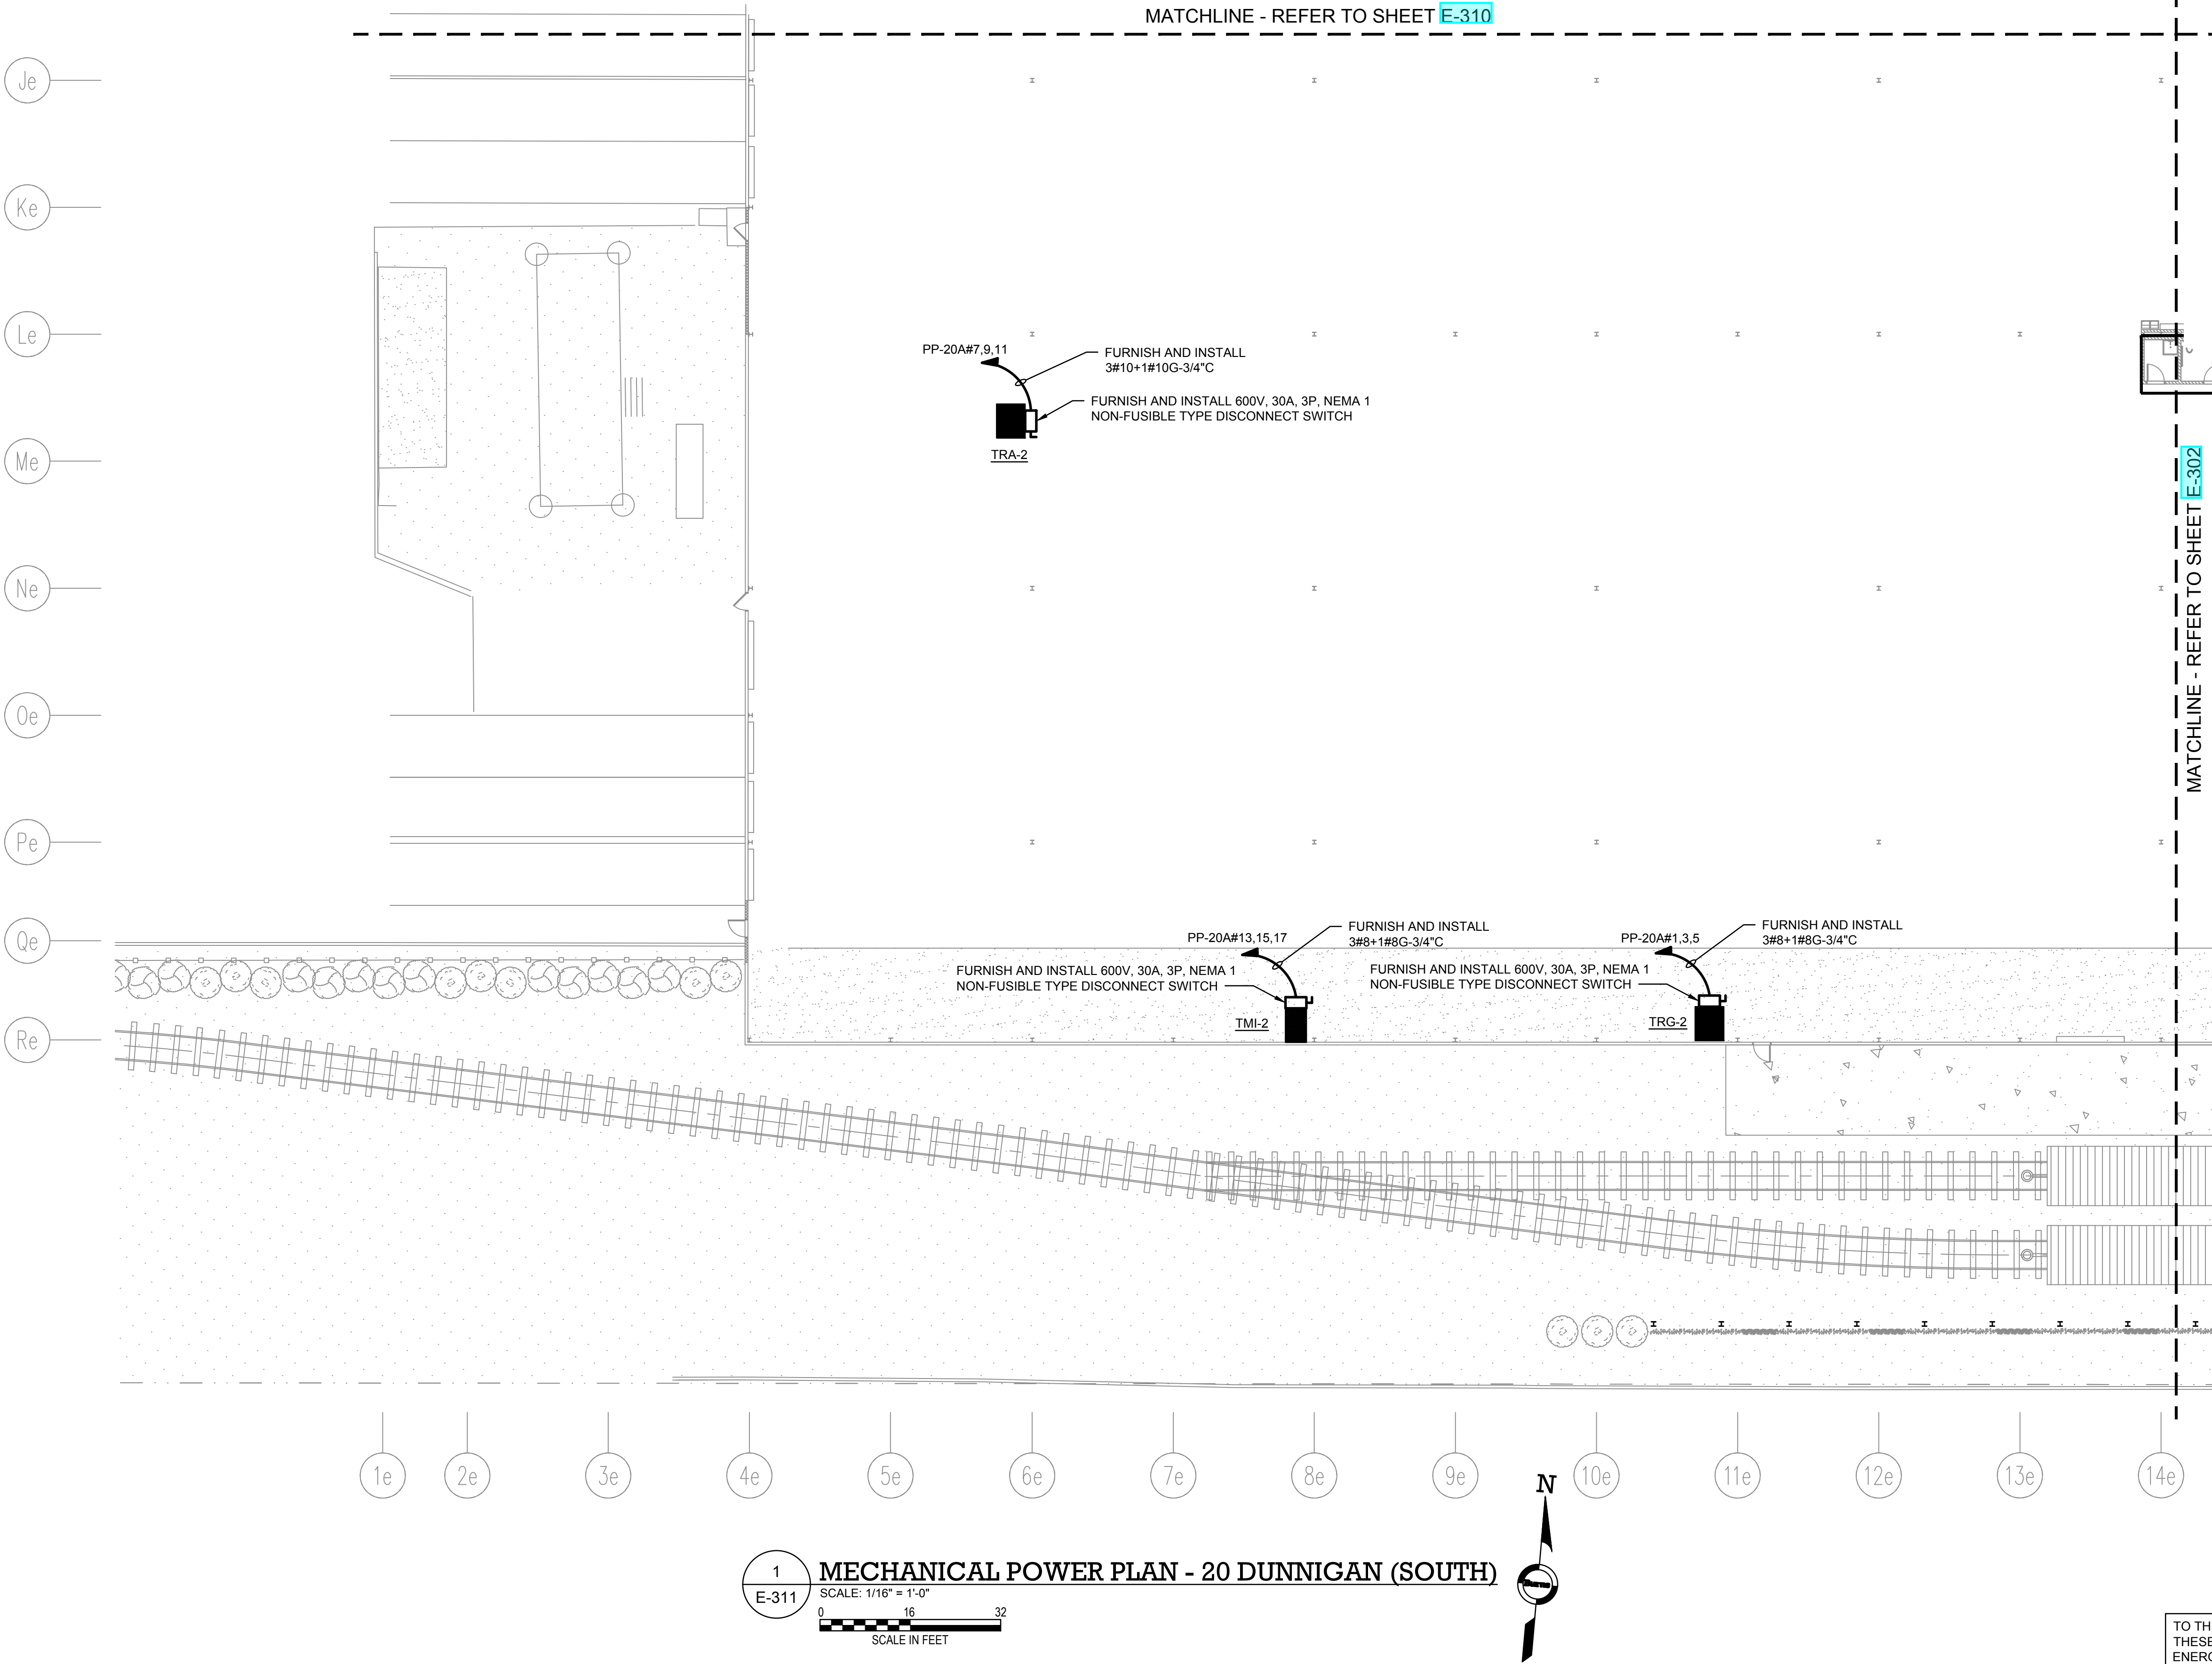 MATCHLINE - REFER TO SHEET E-310
Je
Ke
Le
Me
Ne
Oe
Pe
Qe
Re
PP-20A#7,9,11
FURNISH AND INSTALL
3#10+1#10G-3/4"C
FURNISH AND INSTALL 600V, 30A, 3P, NEMA 1
NON-FUSIBLE TYPE DISCONNECT SWITCH
TRA-2
MATCHLINE - REFER TO SHEET E-302
PP-20A#13,15,17
FURNISH AND INSTALL
3#8+1#8G-3/4"C
FURNISH AND INSTALL 600V, 30A, 3P, NEMA 1
NON-FUSIBLE TYPE DISCONNECT SWITCH
TMI-2
PP-20A#1,3,5
FURNISH AND INSTALL
3#8+1#8G-3/4"C
FURNISH AND INSTALL 600V, 30A, 3P, NEMA 1
NON-FUSIBLE TYPE DISCONNECT SWITCH
TRG-2
1e 2e 3e 4e 5e 6e 7e 8e 9e 10e 11e 12e 13e 14e
N
1
E-311
MECHANICAL POWER PLAN - 20 DUNNIGAN (SOUTH)
SCALE: 1/16" = 1'-0"
0 16 32
SCALE IN FEET
TO TH
THESE
ENERG